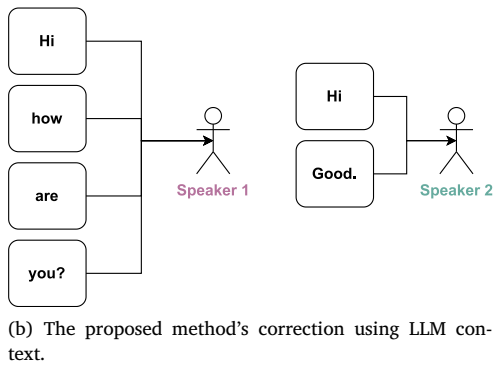 Hi
how
are
you?
Speaker 1
Hi
Good.
Speaker 2
(b) The proposed method's correction using LLM con-
text.